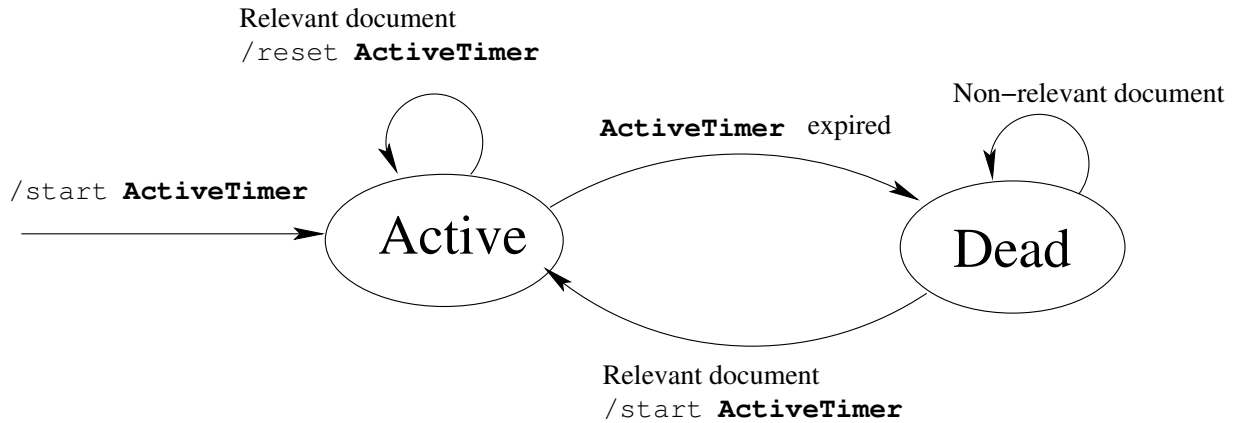 Relevant document
/reset ActiveTimer
Non−relevant document
ActiveTimer expired
/start ActiveTimer
Active
Dead
Relevant document
/start ActiveTimer